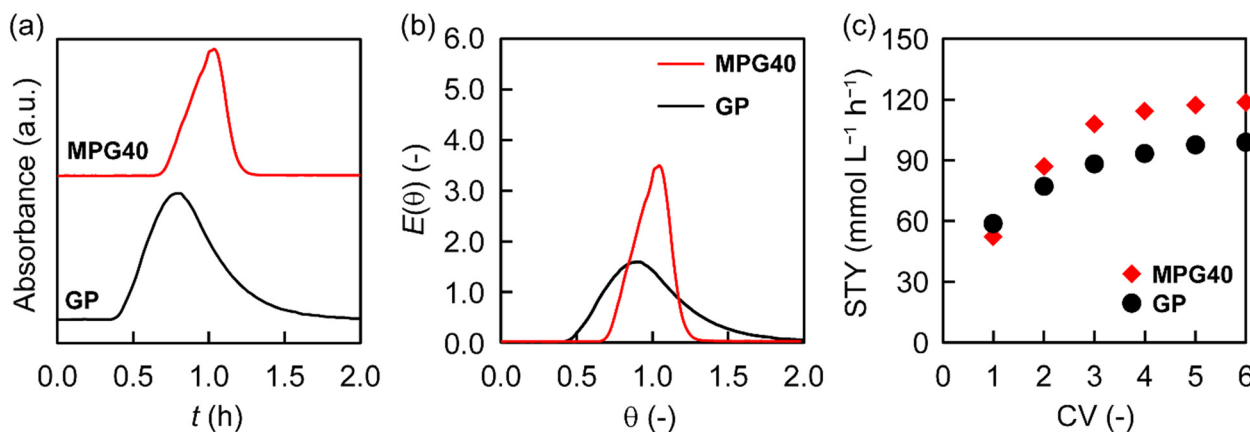 (a)
Absorbance (a.u.)
MPG40
GP
0.0 0.5 1.0 1.5 2.0
t (h)
(b)
E(θ) (-)
6.0
5.0
4.0
3.0
2.0
1.0
0.0
MPG40
GP
0.0 0.5 1.0 1.5 2.0
θ (-)
(c)
STY (mmol L⁻¹ h⁻¹)
150
120
90
60
30
0
MPG40
GP
0 1 2 3 4 5 6
CV (-)